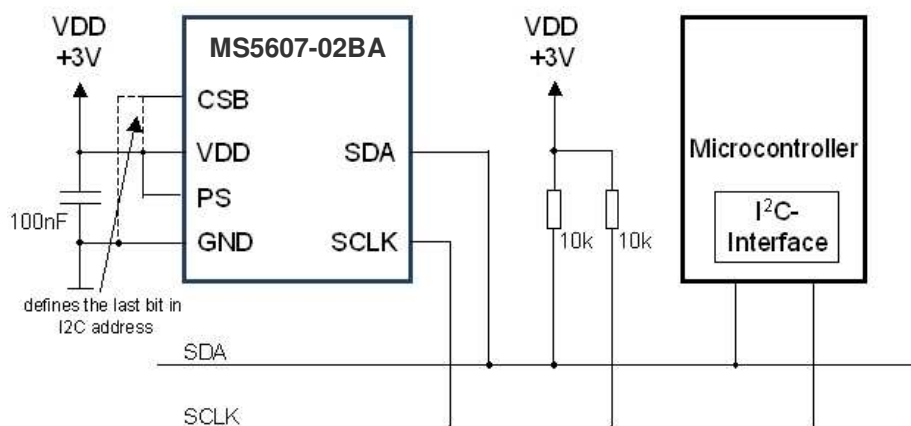 VDD
+3V
MS5607-02BA
CSB
VDD
PS
GND
SDA
SCLK
100nF
defines the last bit in
I2C address
VDD
+3V
10k
10k
Microcontroller
I²C-
Interface
SDA
SCLK